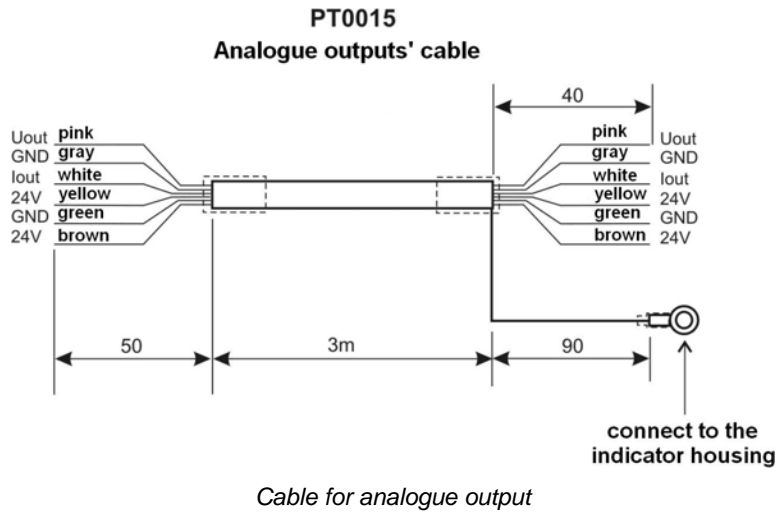 PT0015
Analogue outputs' cable
40
Uout pink
GND gray
Iout white
24V yellow
GND green
24V brown
pink Uout
gray GND
white Iout
yellow 24V
green GND
brown 24V
50
3m
90
connect to the
indicator housing
Cable for analogue output